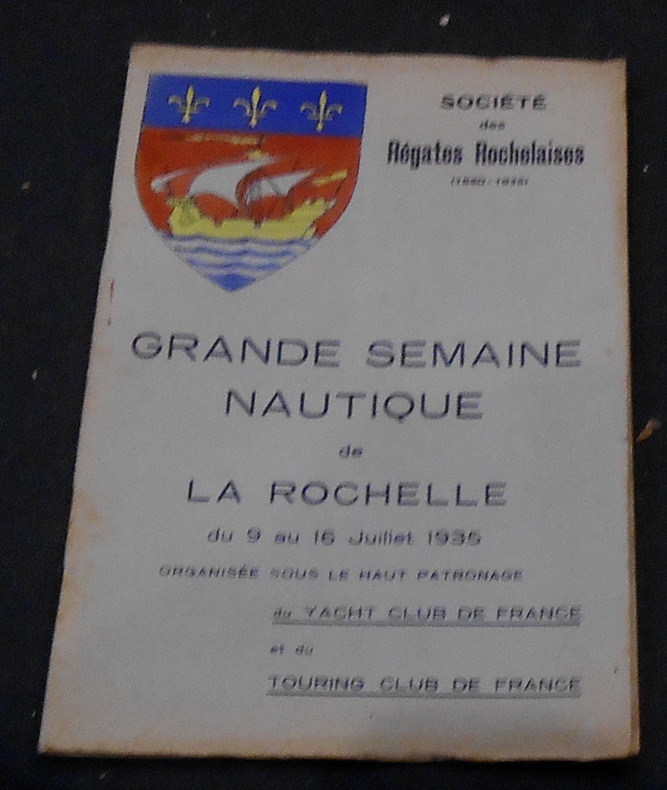 SOCIÉTÉ
des
Régates Rochelaises
GRANDE SEMAINE
NAUTIQUE
de
LA ROCHELLE
du 9 au 16 Juillet 1935
ORGANISÉE SOUS LE HAUT PATRONAGE
du YACHT CLUB DE FRANCE
et du
TOURING CLUB DE FRANCE